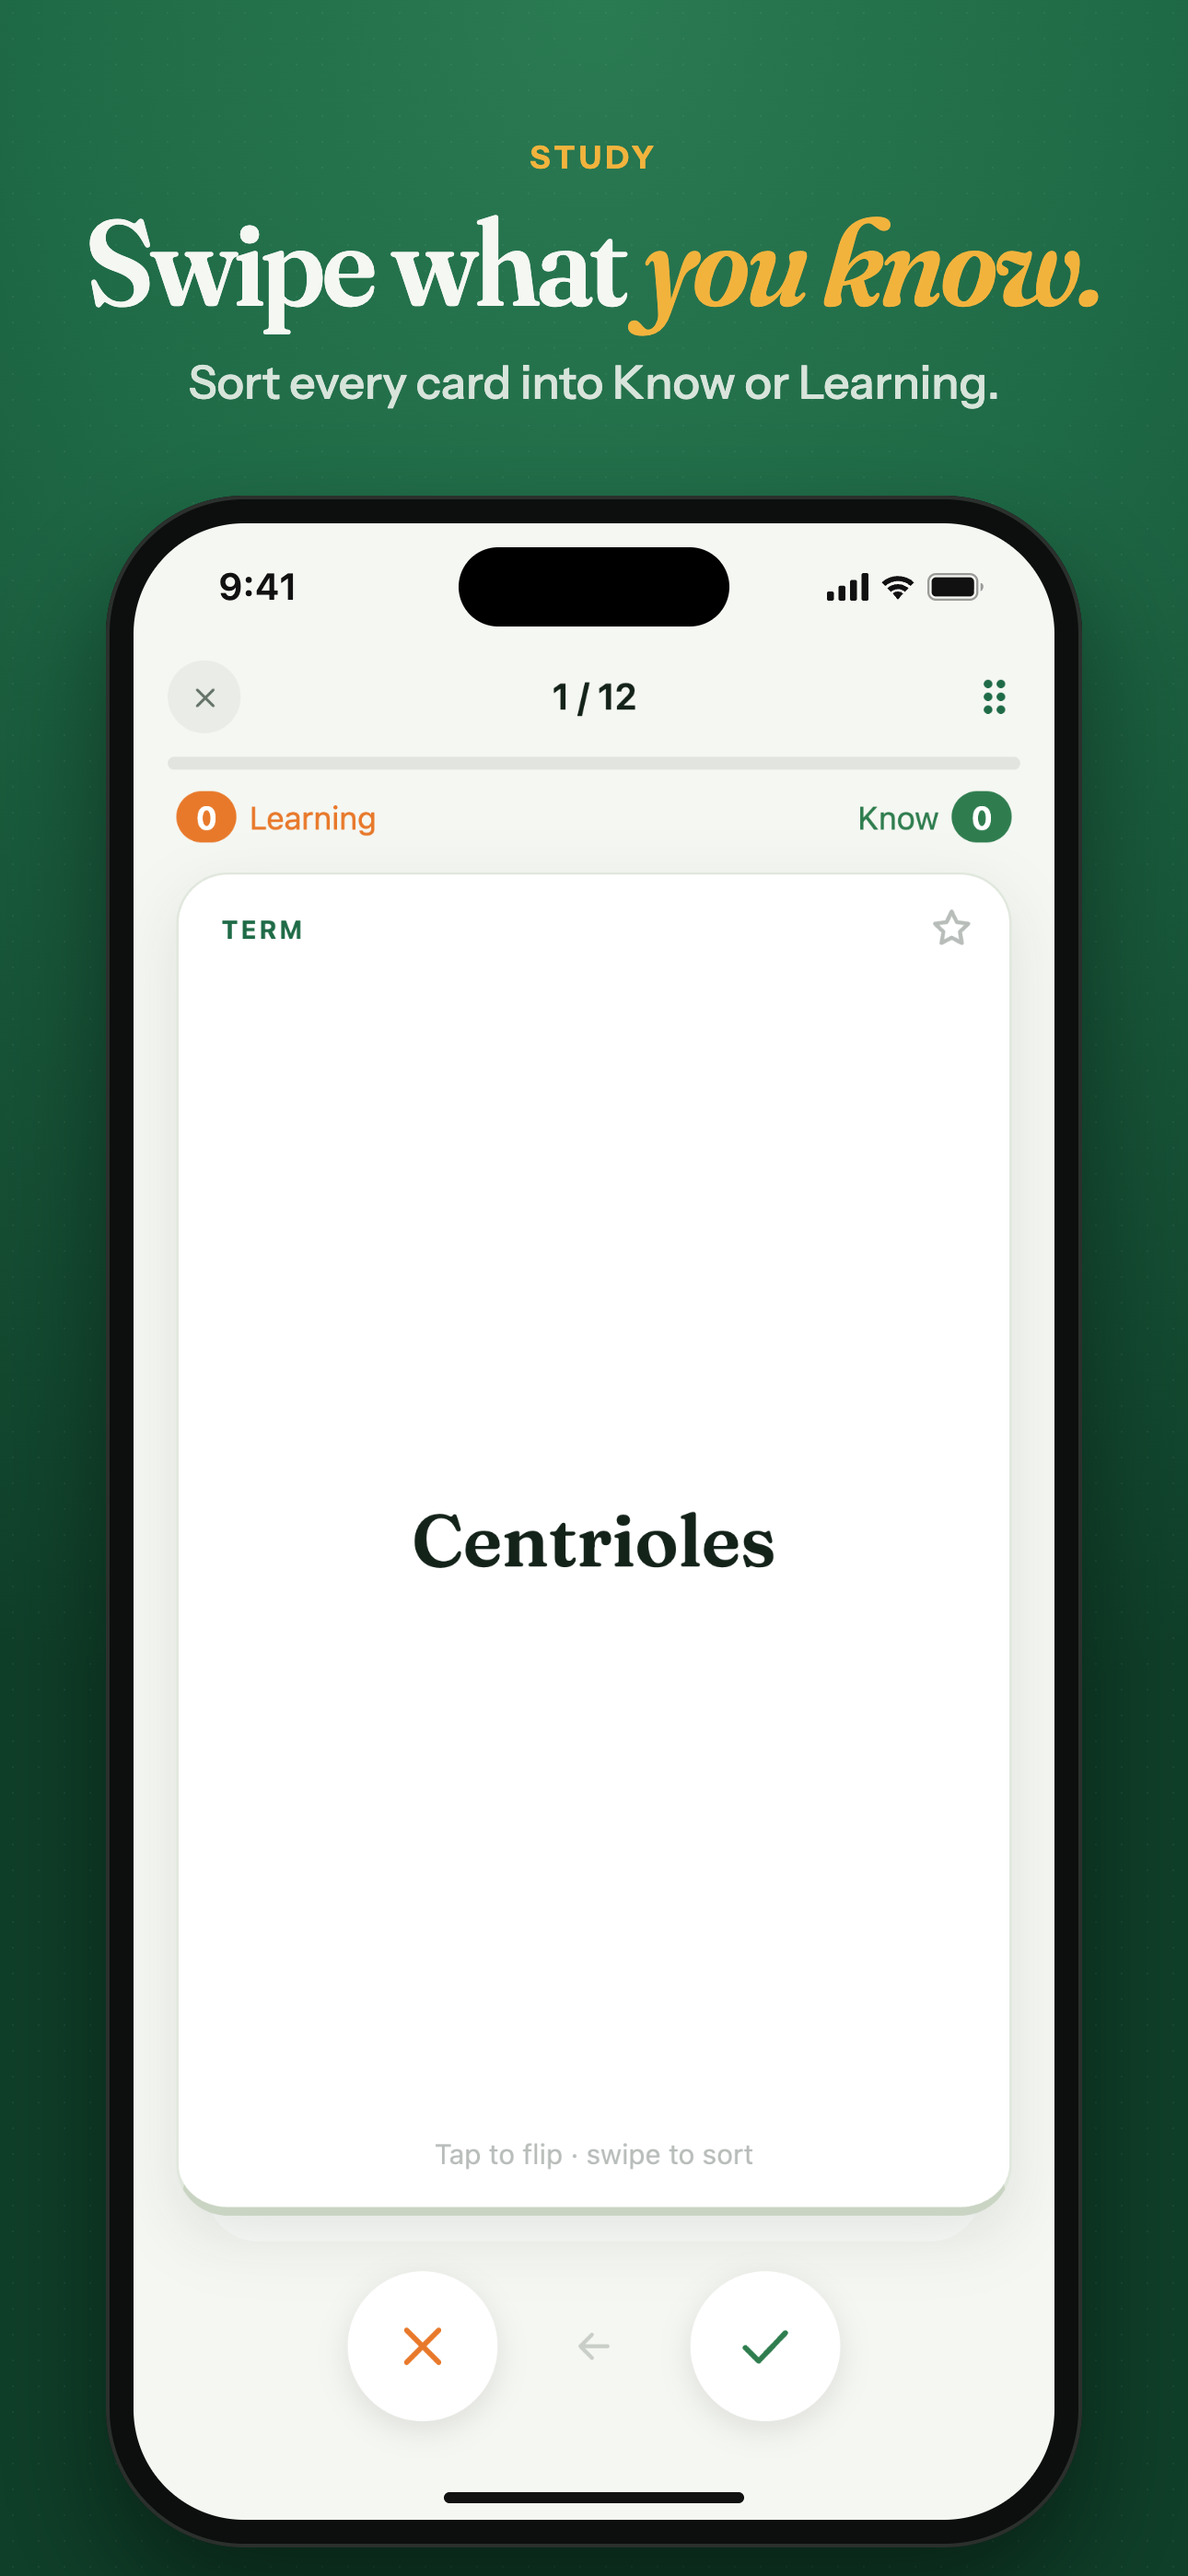 STUDY
Swipe what you know.
Sort every card into Know or Learning.
9:41
1 / 12
0 Learning
Know 0
TERM
Centrioles
Tap to flip · swipe to sort